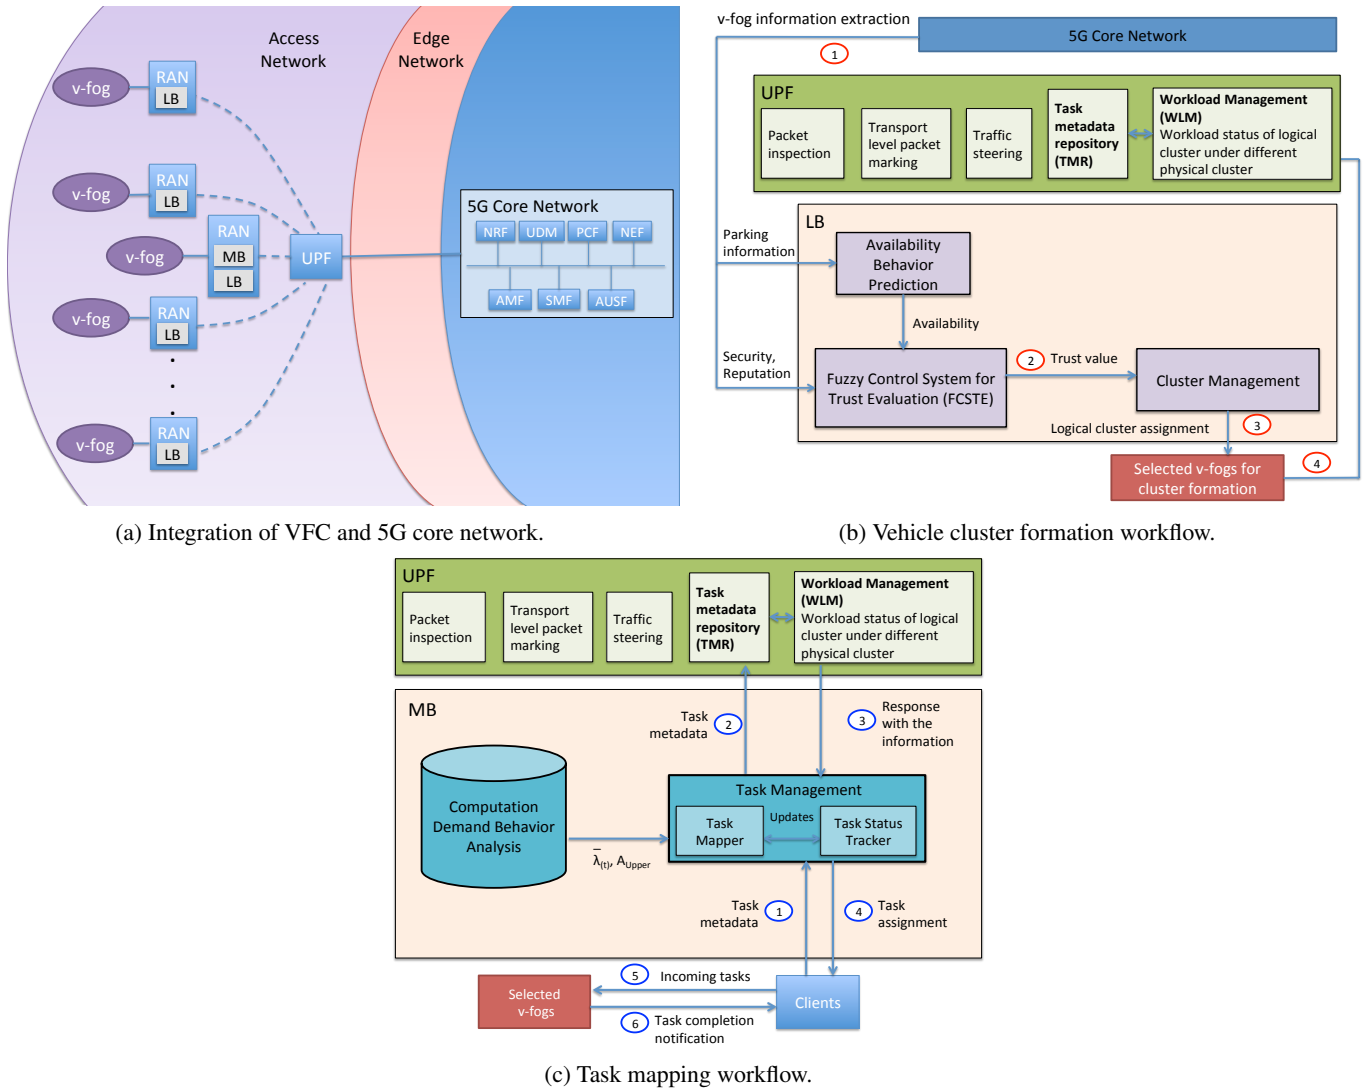 Access
Network
Edge
Network
v-fog
RAN
LB
v-fog
RAN
LB
v-fog
RAN
MB
LB
UPF
v-fog
RAN
LB
.
.
.
v-fog
RAN
LB
5G Core Network
NRF UDM PCF NEF
AMF SMF AUSF
(a) Integration of VFC and 5G core network.
v-fog information extraction
1
5G Core Network
UPF
Packet
inspection
Transport
level packet
marking
Traffic
steering
Task
metadata
repository
(TMR)
Workload Management
(WLM)
Workload status of logical
cluster under different
physical cluster
LB
Parking
information
Availability
Behavior
Prediction
Availability
Security,
Reputation
Fuzzy Control System for
Trust Evaluation (FCSTE)
2 Trust value
Cluster Management
Logical cluster assignment 3
Selected v-fogs for
cluster formation
4
(b) Vehicle cluster formation workflow.
UPF
Packet
inspection
Transport
level packet
marking
Traffic
steering
Task
metadata
repository
(TMR)
Workload Management
(WLM)
Workload status of logical
cluster under different
physical cluster
MB
Task
metadata
2
3
Response
with the
information
Computation
Demand Behavior
Analysis
λ̅(t), AUpper
Task Management
Task
Mapper
Updates
Task Status
Tracker
Task
metadata
1
4
Task
assignment
5 Incoming tasks
Selected
v-fogs
Clients
6 Task completion
notification
(c) Task mapping workflow.